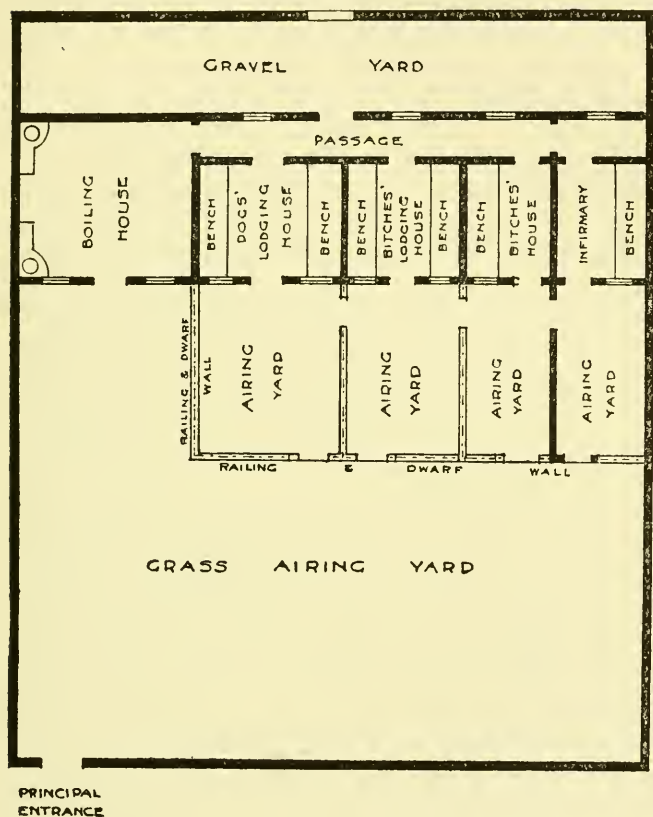 GRAVEL YARD
PASSAGE
BOILING
HOUSE
BENCH
DOGS'
LODGING
HOUSE
BENCH
BENCH
BITCHES'
LODGING
HOUSE
BENCH
BENCH
BITCHES'
HOUSE
INFIRMARY
BENCH
RAILING & DWARF
WALL
AIRING
YARD
AIRING
YARD
AIRING
YARD
AIRING
YARD
RAILING & DWARF WALL
GRASS AIRING YARD
PRINCIPAL
ENTRANCE